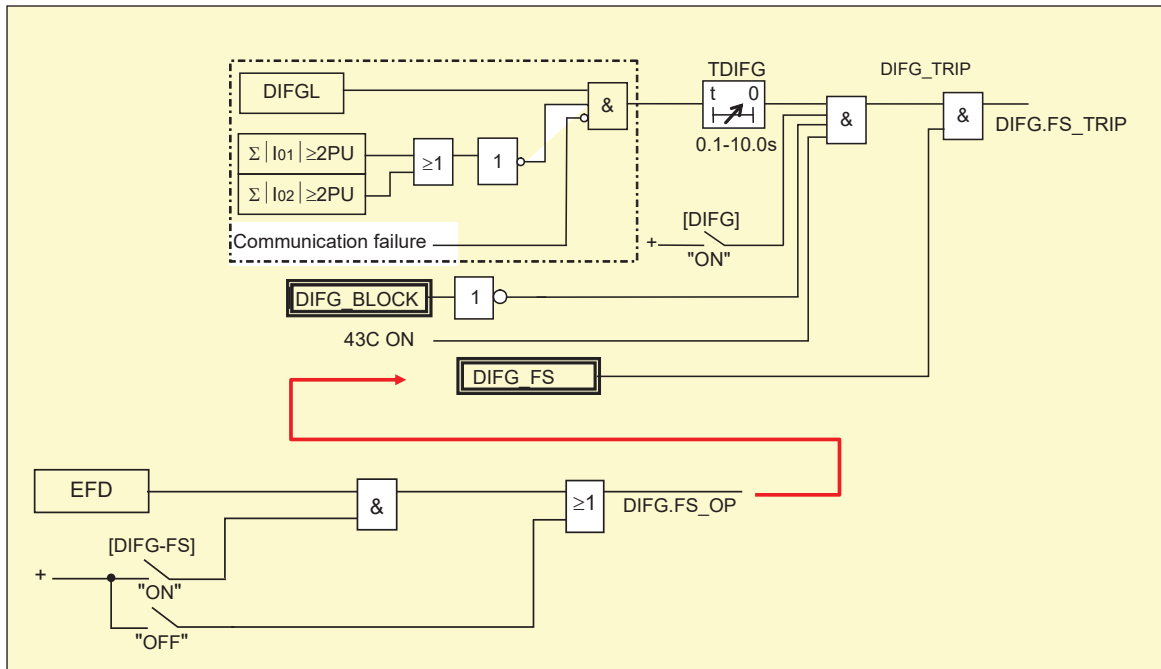 TDIFG
DIFG_TRIP
DIFGL
&
t 0
&
&
DIFG.FS_TRIP
0.1-10.0s
Σ│I01│≥2PU
≥1
1
Σ│I02│≥2PU
[DIFG]
Communication failure
+
"ON"
DIFG_BLOCK
1
43C ON
DIFG_FS
EFD
&
≥1
DIFG.FS_OP
[DIFG-FS]
+
"ON"
"OFF"